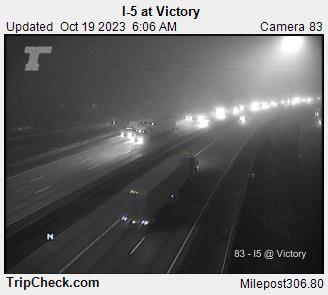 I-5 at Victory
Updated Oct 19 2023 6:06 AM Camera 83
T
N
83 - I5 @ Victory
TripCheck.com Milepost306.80